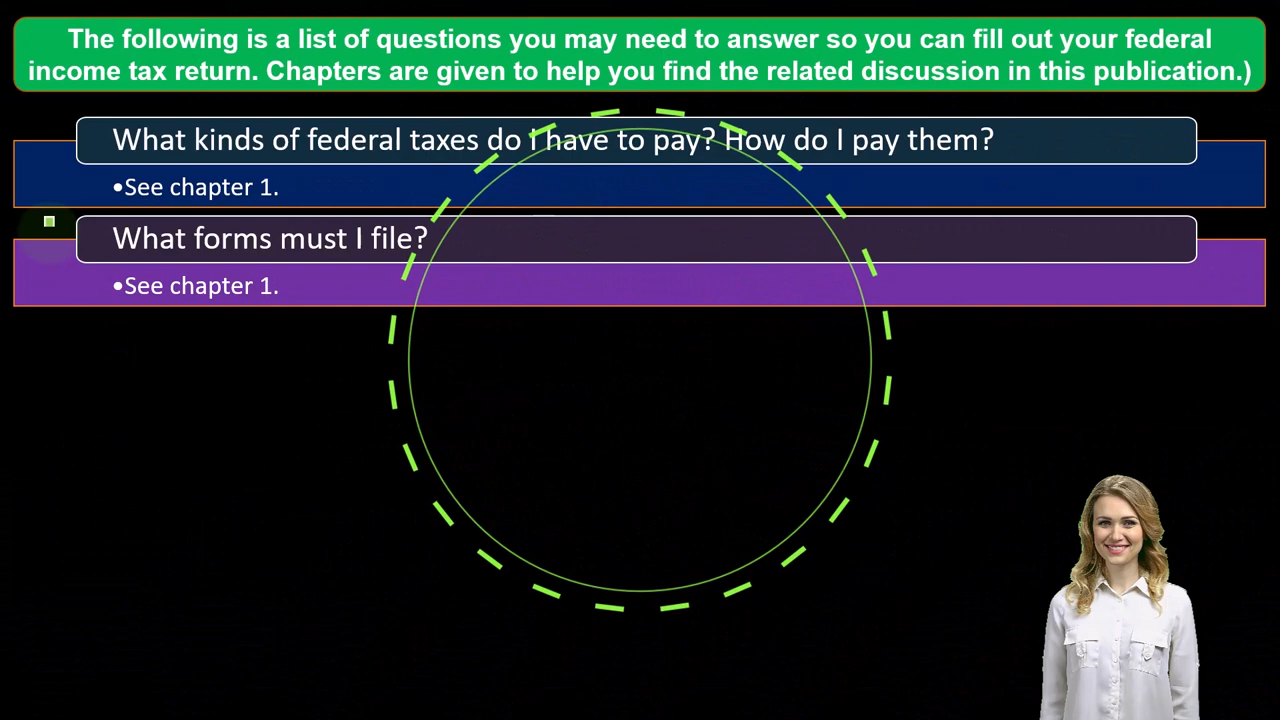 The following is a list of questions you may need to answer so you can fill out your federal
income tax return. Chapters are given to help you find the related discussion in this publication.)
What kinds of federal taxes do I have to pay? How do I pay them?
•See chapter 1.
What forms must I file?
•See chapter 1.